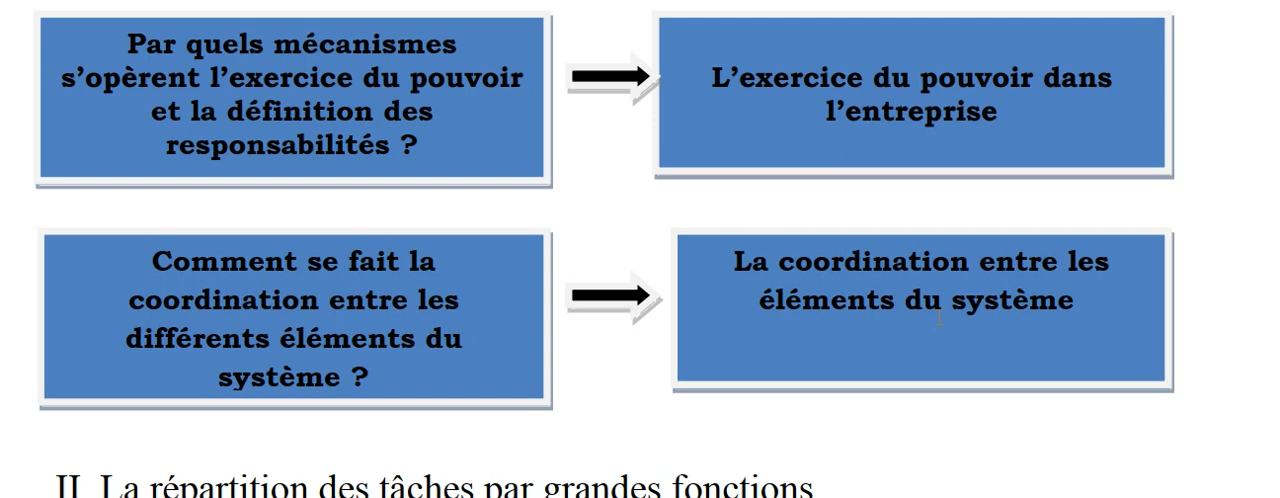 Par quels mécanismes
s'opèrent l'exercice du pouvoir
et la définition des
responsabilités ?
L'exercice du pouvoir dans
l'entreprise
Comment se fait la
coordination entre les
différents éléments du
système ?
La coordination entre les
éléments du système
II La répartition des tâches par grandes fonctions